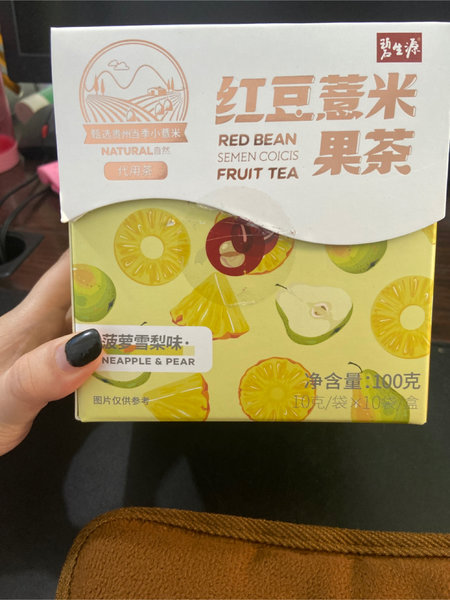 碧生源
红豆薏米
RED BEAN
SEMEN COICIS
FRUIT TEA
果茶
甄选贵州当季小薏米
NATURAL自然
代用茶
菠萝雪梨味·
NEAPPLE & PEAR
图片仅供参考
净含量:100克
10克/袋×10袋/盒